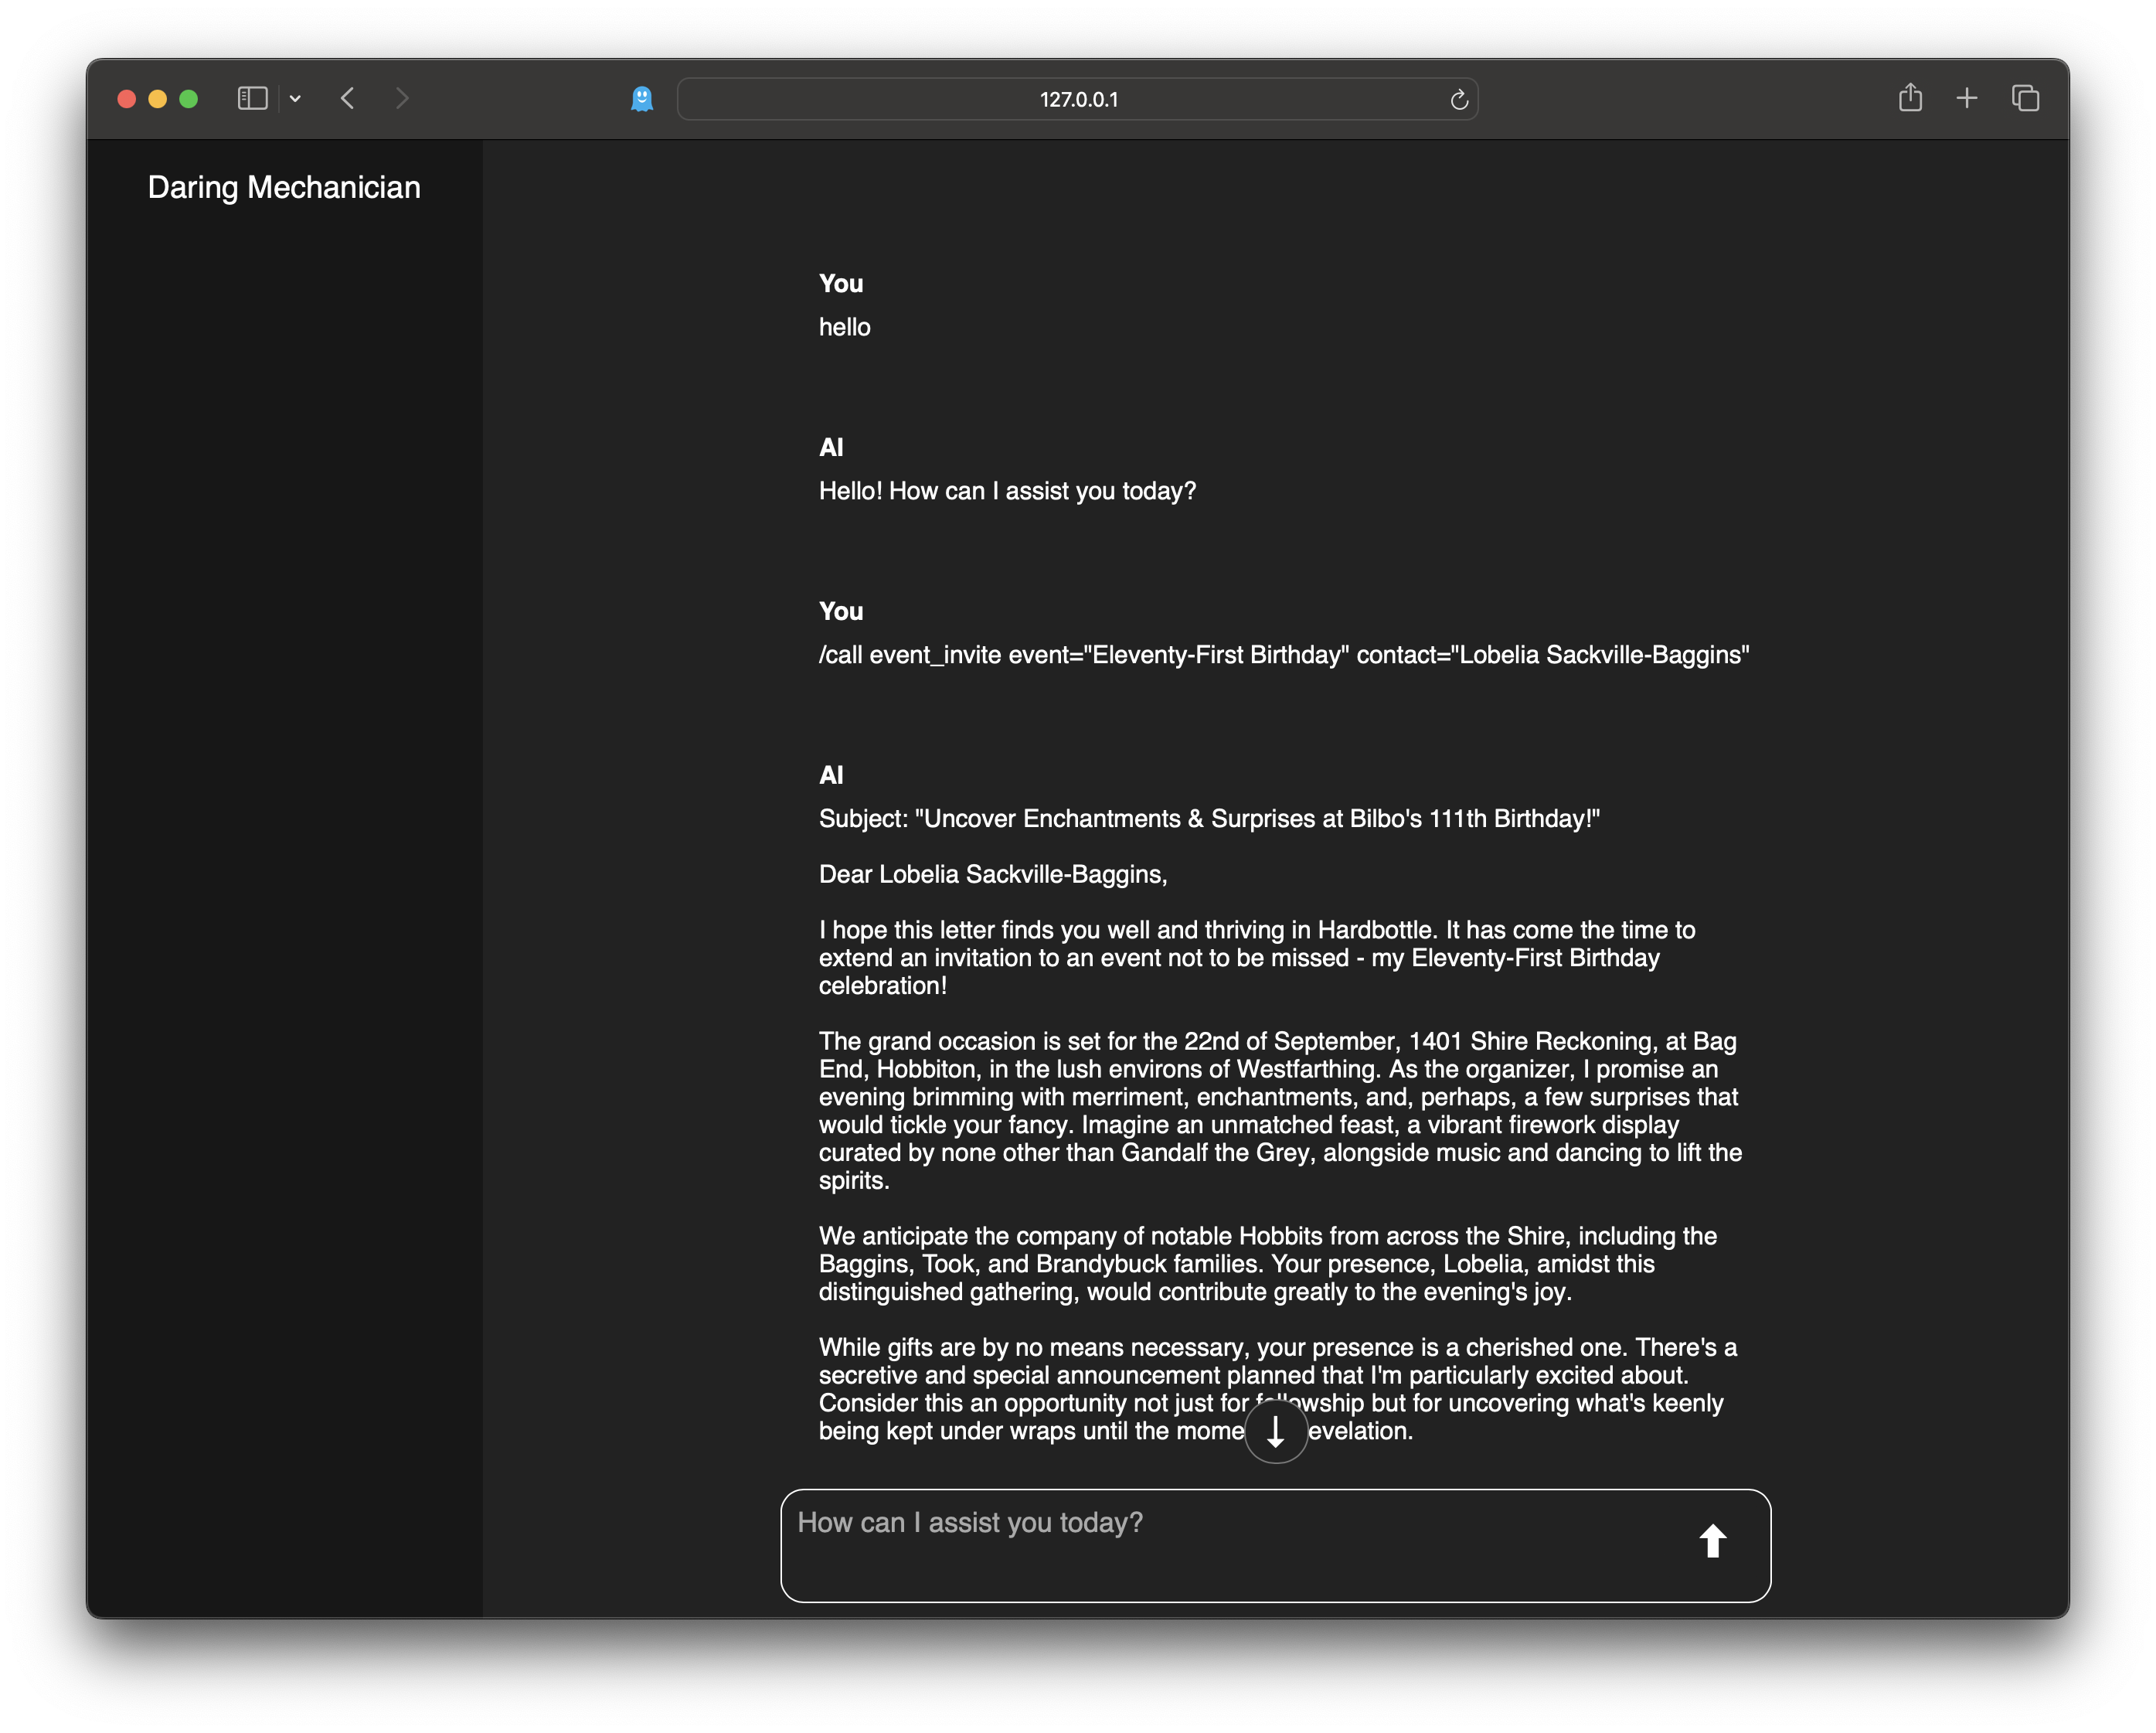 127.0.0.1
Daring Mechanician
You
hello
AI
Hello! How can I assist you today?
You
/call event_invite event="Eleventy-First Birthday" contact="Lobelia Sackville-Baggins"
AI
Subject: "Uncover Enchantments & Surprises at Bilbo's 111th Birthday!"
Dear Lobelia Sackville-Baggins,
I hope this letter finds you well and thriving in Hardbottle. It has come the time to
extend an invitation to an event not to be missed - my Eleventy-First Birthday
celebration!
The grand occasion is set for the 22nd of September, 1401 Shire Reckoning, at Bag
End, Hobbiton, in the lush environs of Westfarthing. As the organizer, I promise an
evening brimming with merriment, enchantments, and, perhaps, a few surprises that
would tickle your fancy. Imagine an unmatched feast, a vibrant firework display
curated by none other than Gandalf the Grey, alongside music and dancing to lift the
spirits.
We anticipate the company of notable Hobbits from across the Shire, including the
Baggins, Took, and Brandybuck families. Your presence, Lobelia, amidst this
distinguished gathering, would contribute greatly to the evening's joy.
While gifts are by no means necessary, your presence is a cherished one. There's a
secretive and special announcement planned that I'm particularly excited about.
Consider this an opportunity not just for fellowship but for uncovering what's keenly
being kept under wraps until the
How can I assist you today?